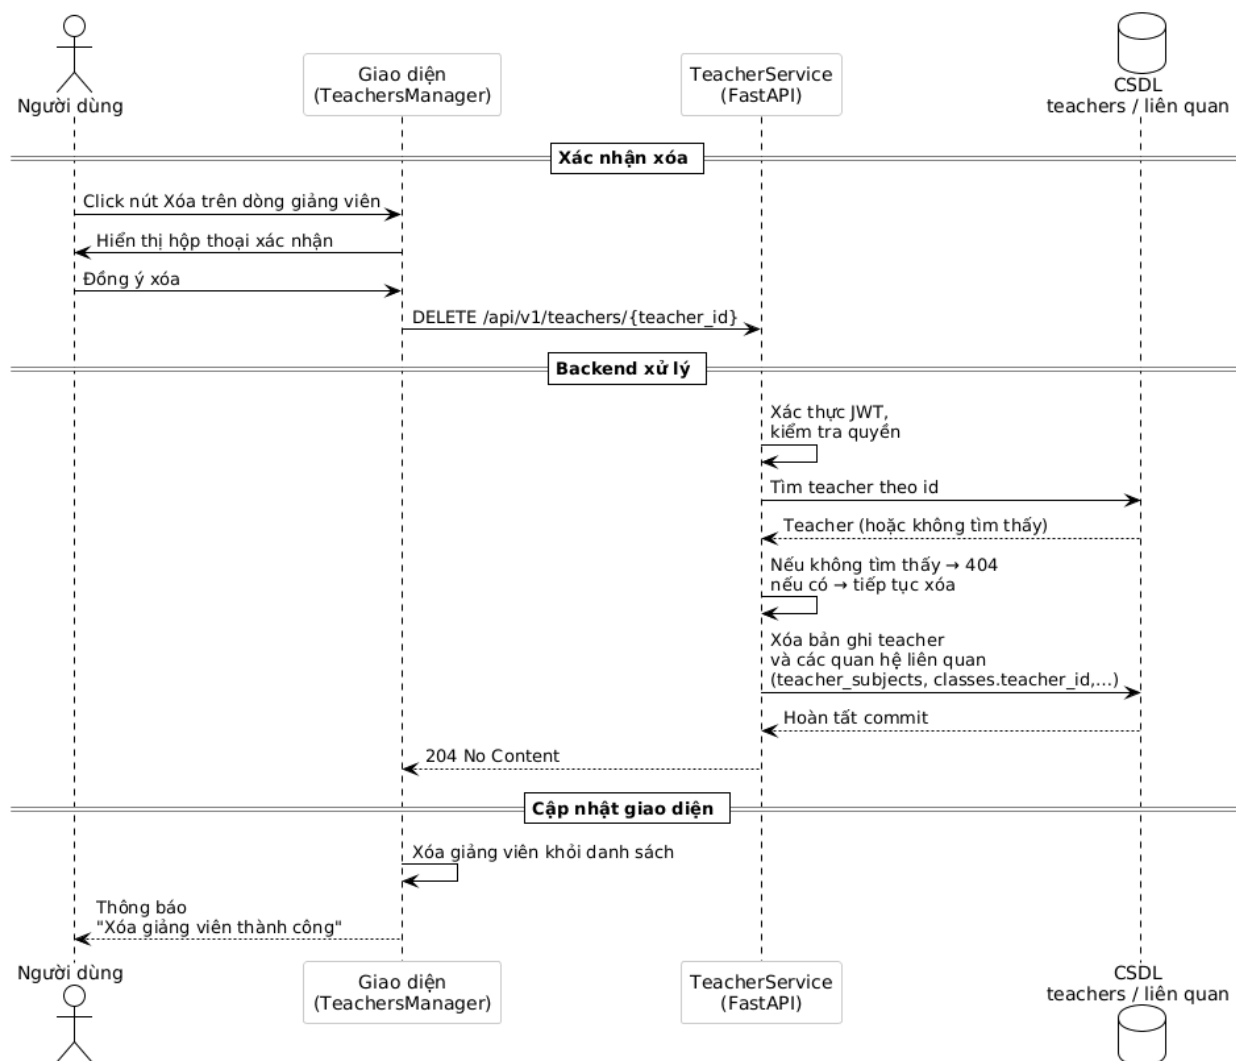 Người dùng
Giao diện
(TeachersManager)
TeacherService
(FastAPI)
CSDL
teachers / liên quan
Xác nhận xóa
Click nút Xóa trên dòng giảng viên
Hiển thị hộp thoại xác nhận
Đồng ý xóa
DELETE /api/v1/teachers/{teacher_id}
Backend xử lý
Xác thực JWT,
kiểm tra quyền
Tìm teacher theo id
Teacher (hoặc không tìm thấy)
Nếu không tìm thấy → 404
nếu có → tiếp tục xóa
Xóa bản ghi teacher
và các quan hệ liên quan
(teacher_subjects, classes.teacher_id,...)
Hoàn tất commit
204 No Content
Cập nhật giao diện
Xóa giảng viên khỏi danh sách
Thông báo
"Xóa giảng viên thành công"
Người dùng
Giao diện
(TeachersManager)
TeacherService
(FastAPI)
CSDL
teachers / liên quan